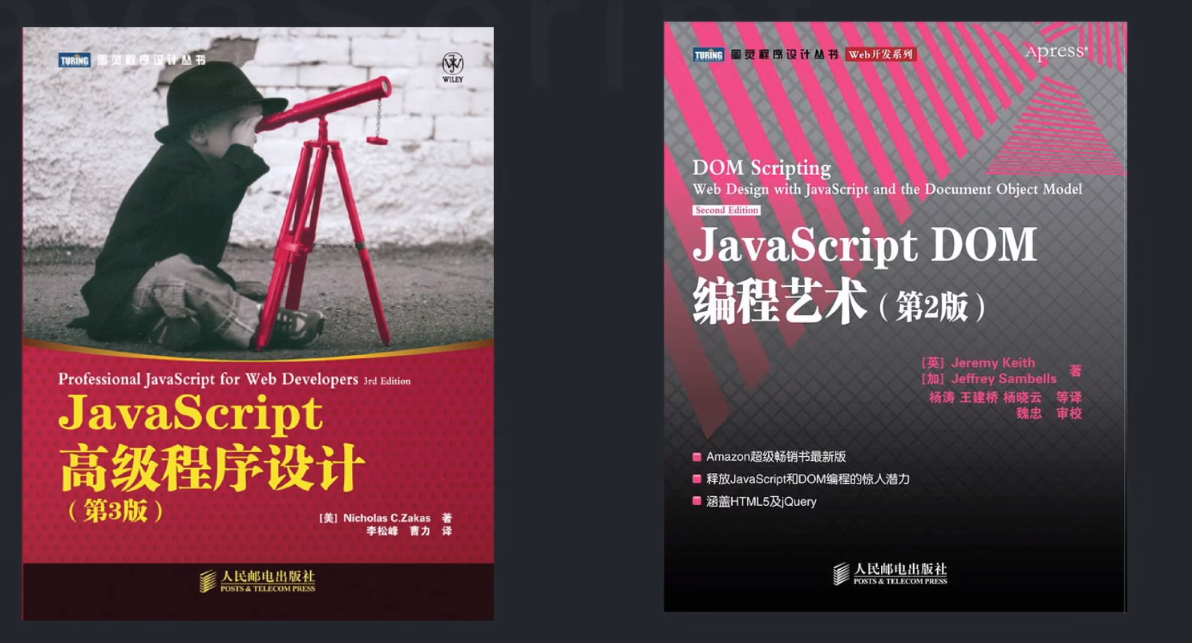 TURING 图灵程序设计丛书
WILEY
Professional JavaScript for Web Developers 3rd Edition
JavaScript
高级程序设计
(第3版)
[美] Nicholas C.Zakas 著
李松峰 曹力 译
人民邮电出版社
POSTS & TELECOM PRESS
TURING 图灵程序设计丛书 Web开发系列
Apress®
DOM Scripting
Web Design with JavaScript and the Document Object Model
Second Edition
JavaScript DOM
编程艺术(第2版)
[英] Jeremy Keith
[加] Jeffrey Sambells 著
杨涛 王建桥 杨晓云 等译
魏忠 审校
Amazon超级畅销书最新版
释放JavaScript和DOM编程的惊人潜力
涵盖HTML5及jQuery
人民邮电出版社
POSTS & TELECOM PRESS